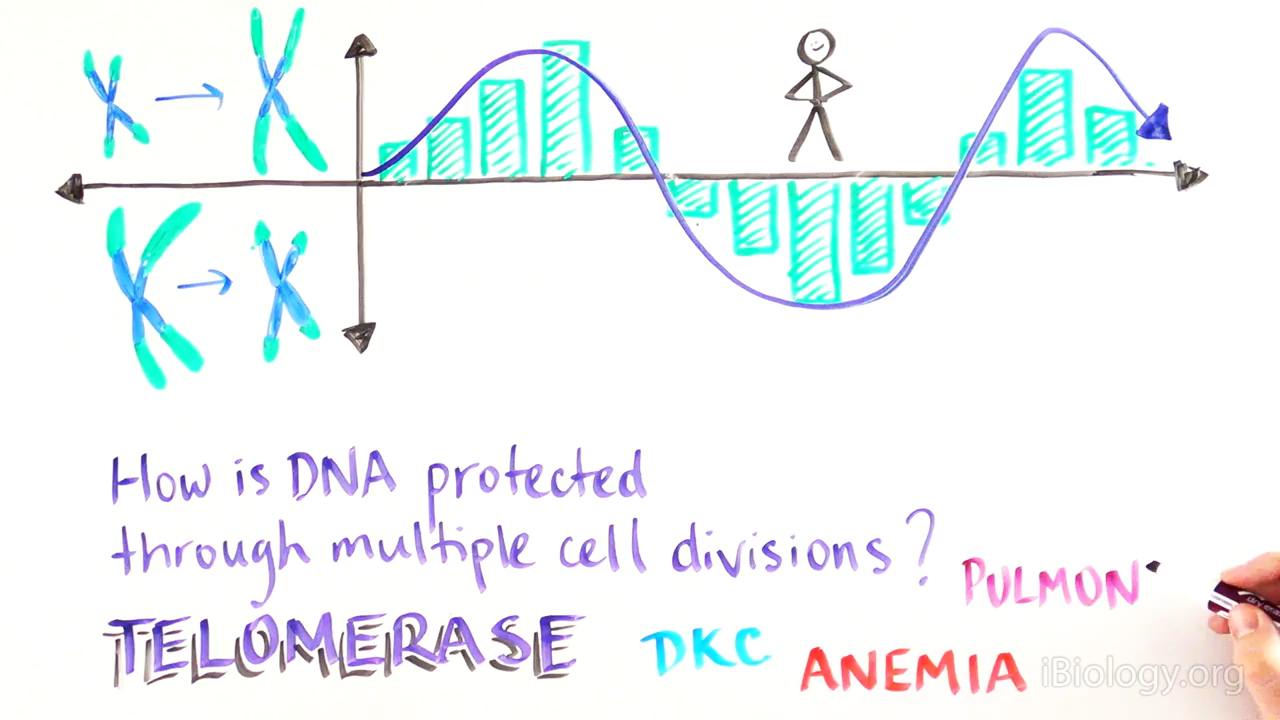 How is DNA protected
through multiple cell divisions?
PULMON
TELOMERASE
DKC
ANEMIA
iBiology.org